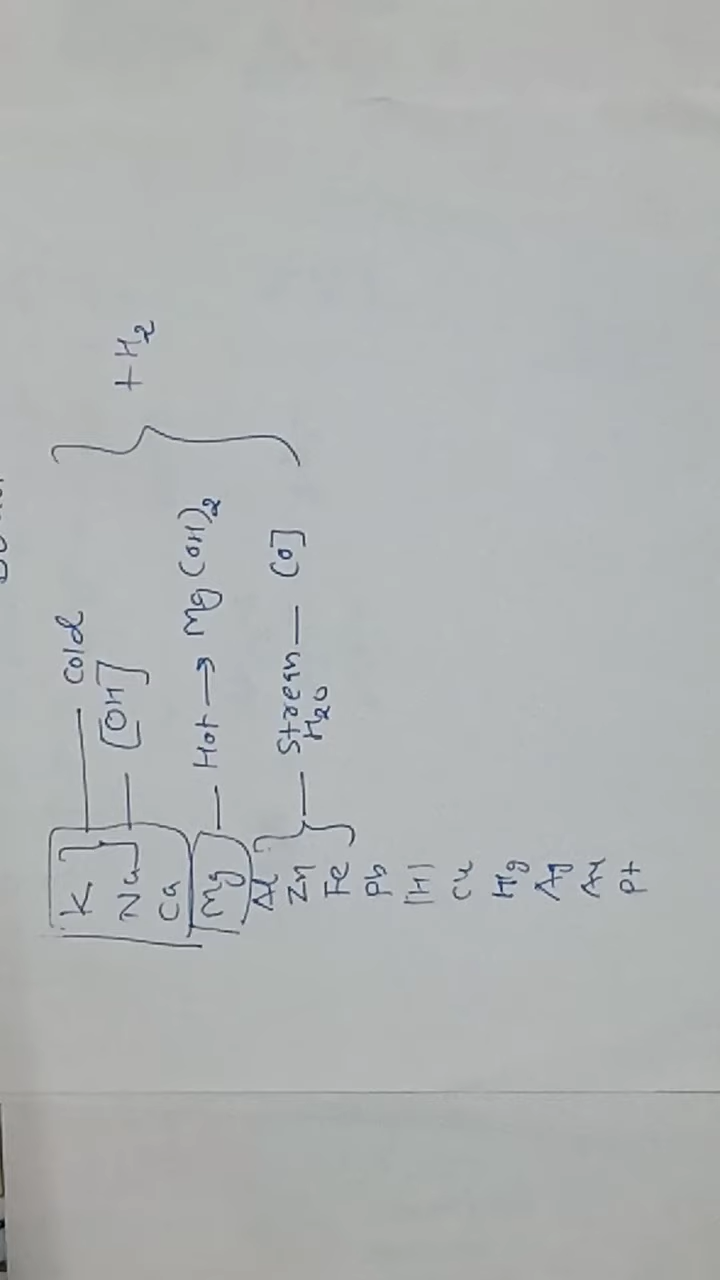 K — cold
Na — [OH]
Ca
Mg — Hot → Mg(OH)₂
Al
Zn — Stream — [O]
H₂O
Fe
Pb
[H]
Cu
Hg
Ag
Au
Pt
+ H₂